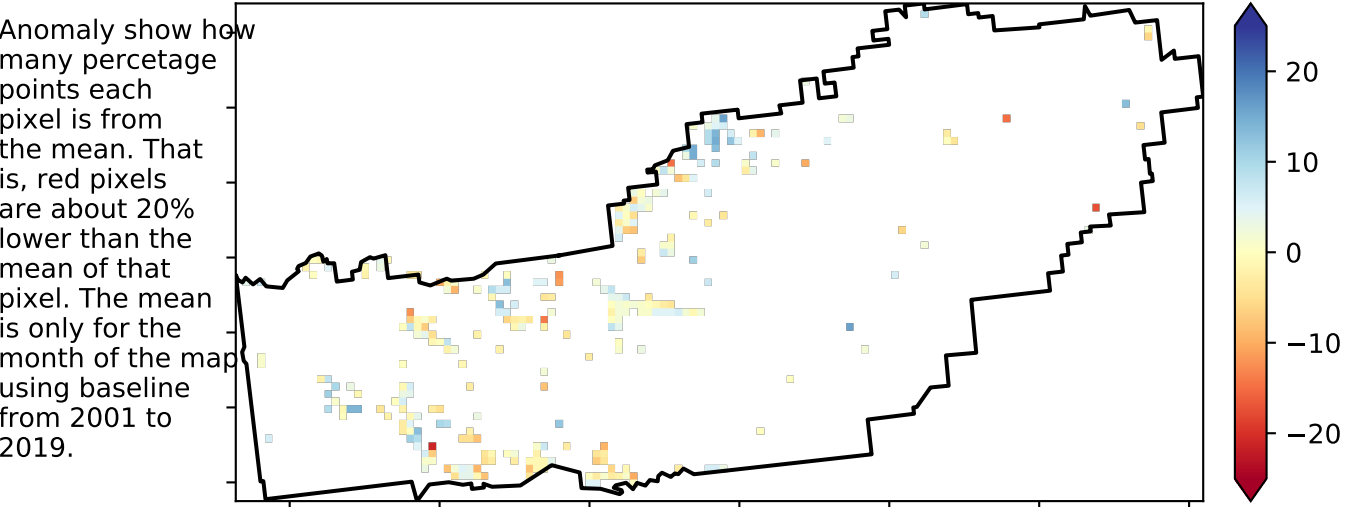 Anomaly show how
many percetage
points each
pixel is from
the mean. That
is, red pixels
are about 20%
lower than the
mean of that
pixel. The mean
is only for the
month of the map
using baseline
from 2001 to
2019.
20
10
0
−10
−20